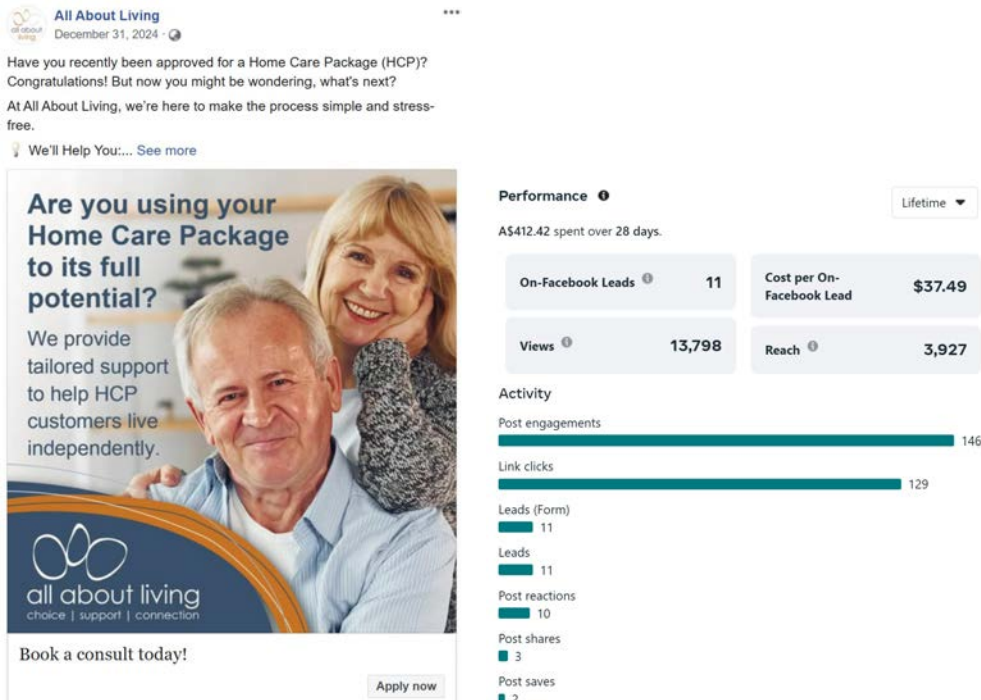 All About Living
December 31, 2024 ·
Have you recently been approved for a Home Care Package (HCP)?
Congratulations! But now you might be wondering, what's next?
At All About Living, we're here to make the process simple and stress-
free.
We'll Help You:... See more
Are you using your
Home Care Package
to its full
potential?
We provide
tailored support
to help HCP
customers live
independently.
all about living
choice | support | connection
Book a consult today!
Apply now
Performance
Lifetime
A$412.42 spent over 28 days.
On-Facebook Leads 11
Cost per On-
Facebook Lead $37.49
Views 13,798
Reach 3,927
Activity
Post engagements
146
Link clicks
129
Leads (Form)
11
Leads
11
Post reactions
10
Post shares
3
Post saves
2